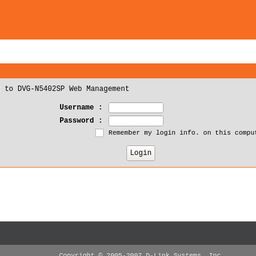 to DVG-N5402SP Web Management
Username :
Password :
Remember my login info. on this
Login
Copyright © 2005-2007 D-Link Systems, Inc